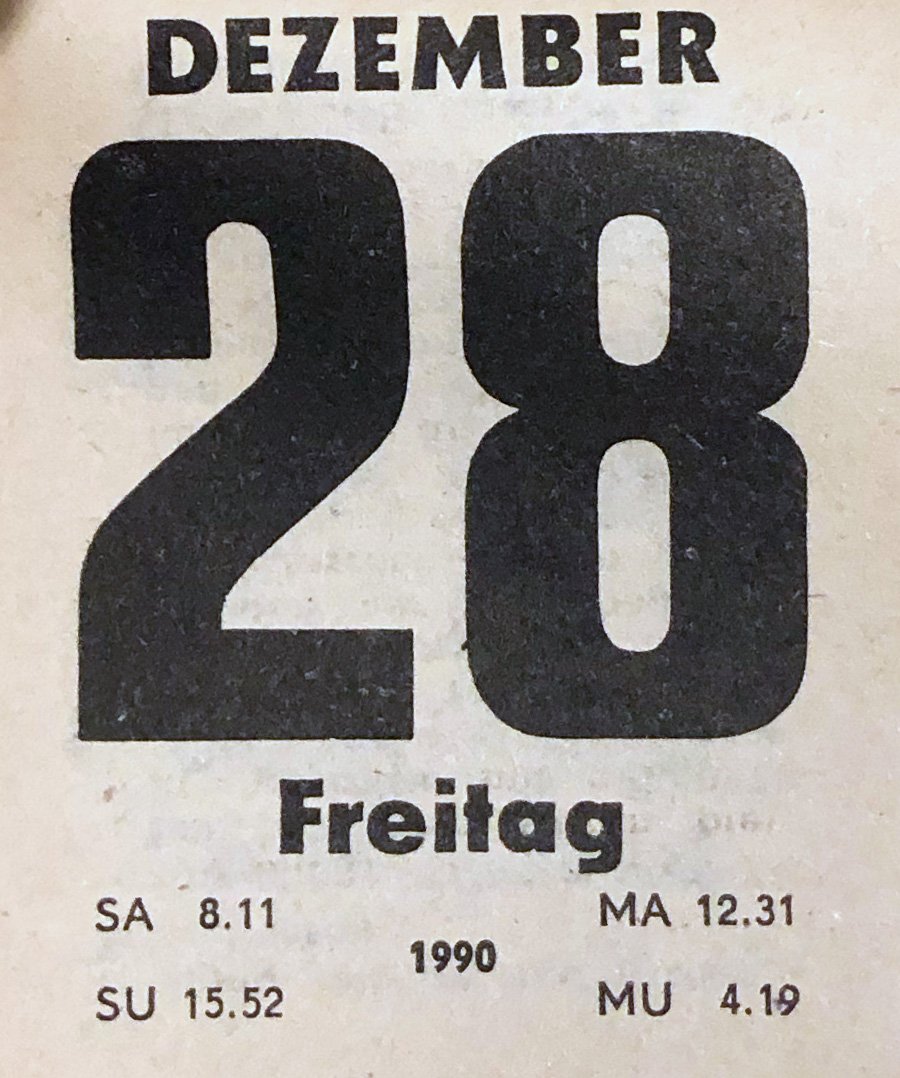 DEZEMBER
28
Freitag
SA 8.11 MA 12.31
1990
SU 15.52 MU 4.19